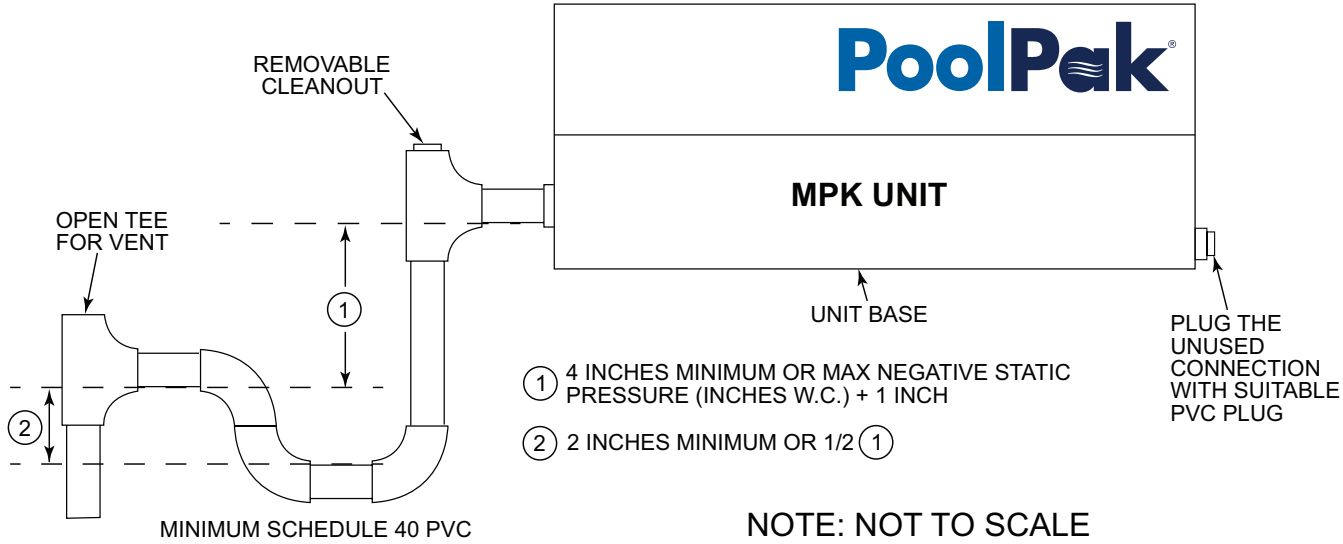 PoolPak®
REMOVABLE
CLEANOUT
MPK UNIT
OPEN TEE
FOR VENT
1
UNIT BASE
PLUG THE
UNUSED
CONNECTION
WITH SUITABLE
PVC PLUG
1 4 INCHES MINIMUM OR MAX NEGATIVE STATIC
PRESSURE (INCHES W.C.) + 1 INCH
2
2 2 INCHES MINIMUM OR 1/2 1
MINIMUM SCHEDULE 40 PVC
NOTE: NOT TO SCALE